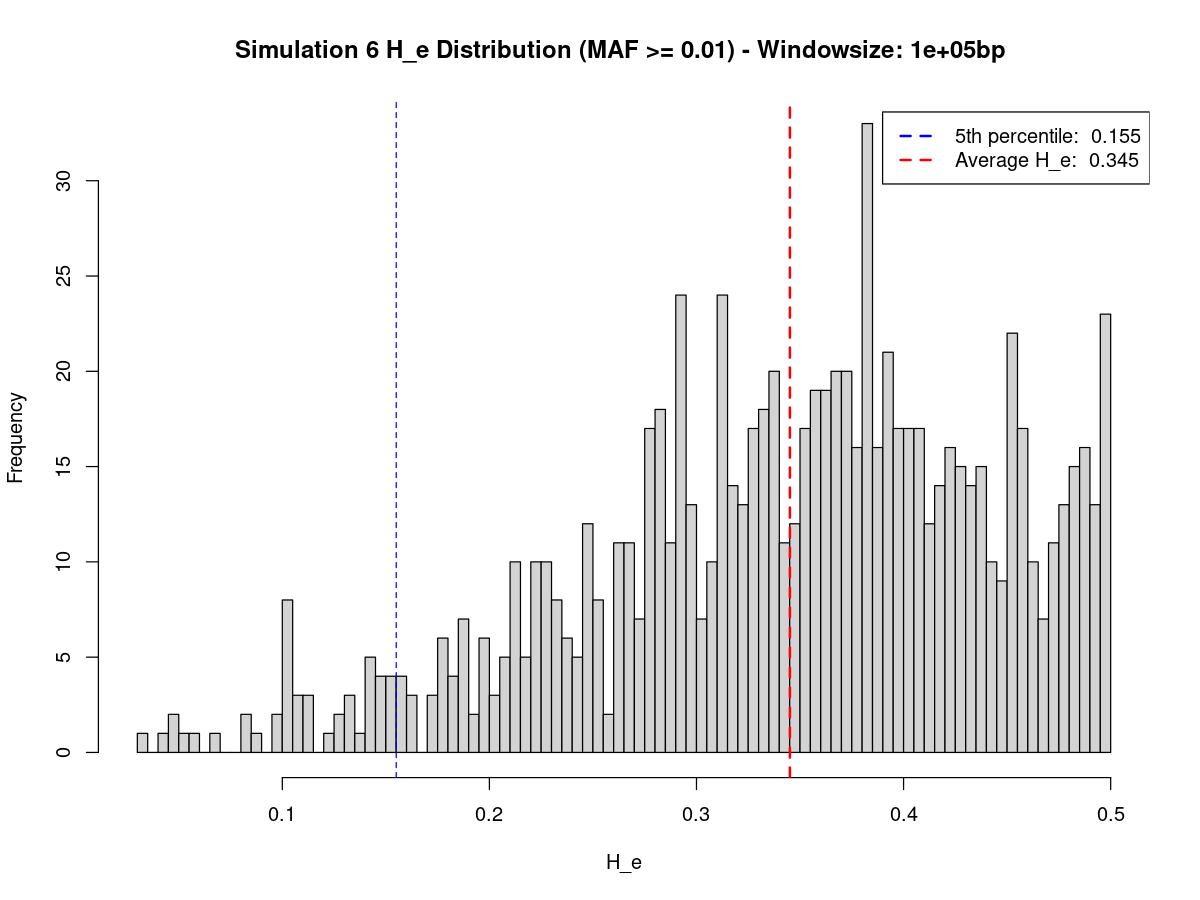 Simulation 6 H_e Distribution (MAF >= 0.01) - Windowsize: 1e+05bp
5th percentile: 0.155
Average H_e: 0.345
Frequency
30
25
20
15
10
5
0
0.1 0.2 0.3 0.4 0.5
H_e